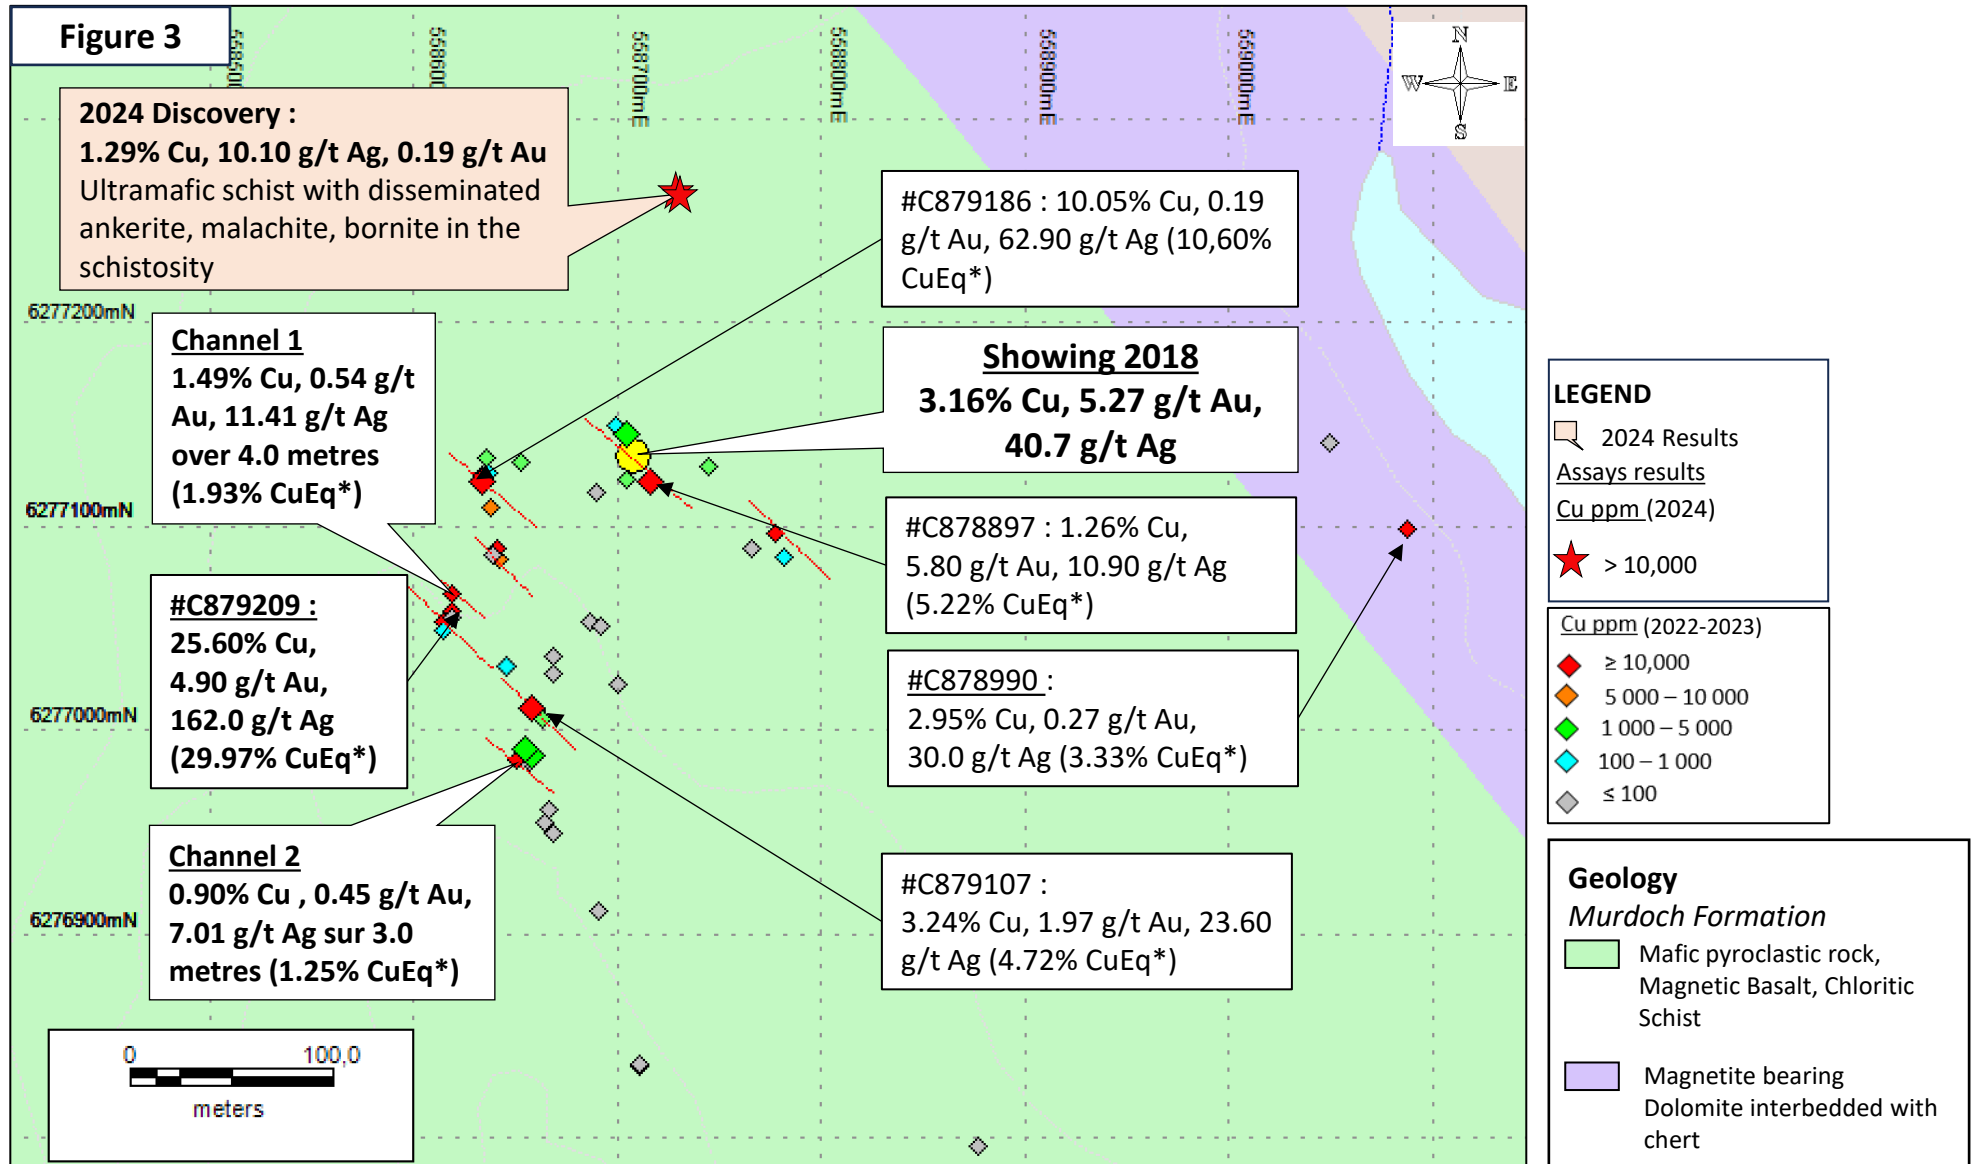 Figure 3
558500
558600
558700mE
558800mE
558900mE
559000mE
N
W
E
S
2024 Discovery :
1.29% Cu, 10.10 g/t Ag, 0.19 g/t Au
Ultramafic schist with disseminated
ankerite, malachite, bornite in the
schistosity
#C879186 : 10.05% Cu, 0.19
g/t Au, 62.90 g/t Ag (10,60%
CuEq*)
6277200mN
Channel 1
1.49% Cu, 0.54 g/t
Au, 11.41 g/t Ag
over 4.0 metres
(1.93% CuEq*)
Showing 2018
3.16% Cu, 5.27 g/t Au,
40.7 g/t Ag
6277100mN
#C878897 : 1.26% Cu,
5.80 g/t Au, 10.90 g/t Ag
(5.22% CuEq*)
#C879209 :
25.60% Cu,
4.90 g/t Au,
162.0 g/t Ag
(29.97% CuEq*)
#C878990 :
2.95% Cu, 0.27 g/t Au,
30.0 g/t Ag (3.33% CuEq*)
6277000mN
Channel 2
0.90% Cu , 0.45 g/t Au,
7.01 g/t Ag sur 3.0
metres (1.25% CuEq*)
#C879107 :
3.24% Cu, 1.97 g/t Au, 23.60
g/t Ag (4.72% CuEq*)
6276900mN
0 100,0
meters
LEGEND
2024 Results
Assays results
Cu ppm (2024)
> 10,000
Cu ppm (2022-2023)
≥ 10,000
5 000 – 10 000
1 000 – 5 000
100 – 1 000
≤ 100
Geology
Murdoch Formation
Mafic pyroclastic rock,
Magnetic Basalt, Chloritic
Schist
Magnetite bearing
Dolomite interbedded with
chert